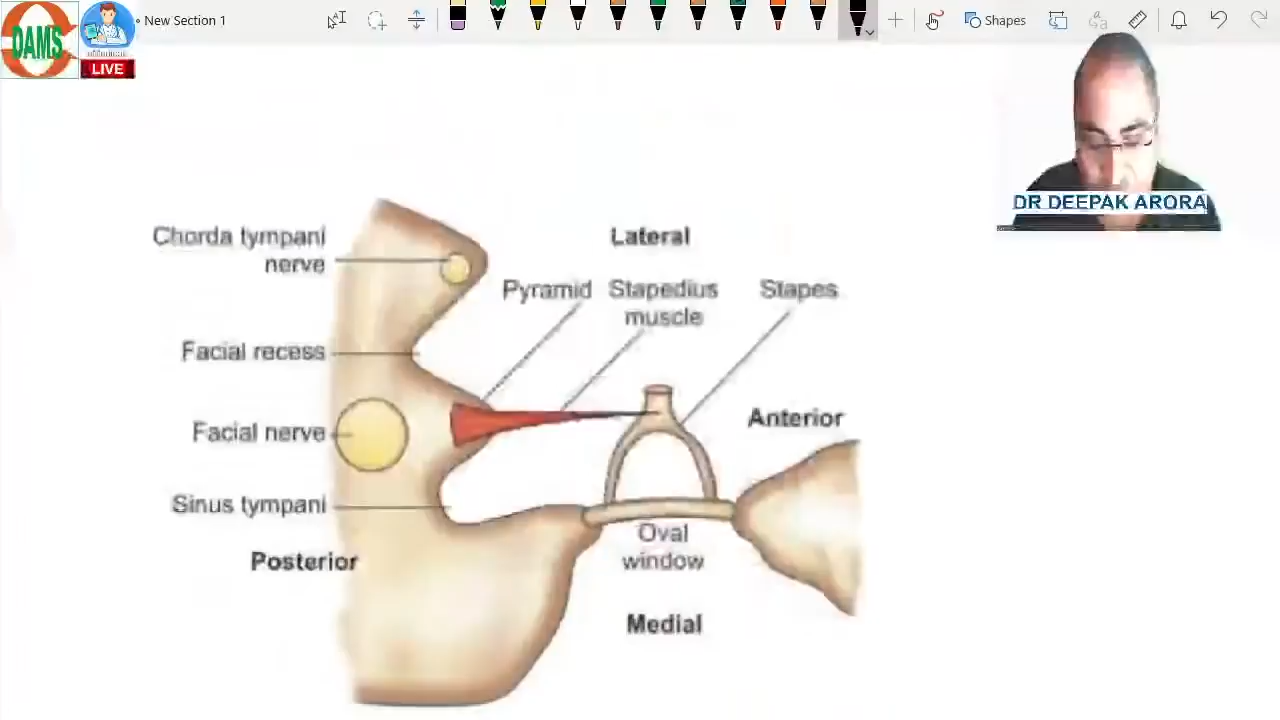 DAMS
LIVE
New Section 1
Shapes
DR DEEPAK ARORA
Chorda tympani
nerve
Lateral
Pyramid
Stapedius
muscle
Stapes
Facial recess
Facial nerve
Anterior
Sinus tympani
Oval
window
Posterior
Medial